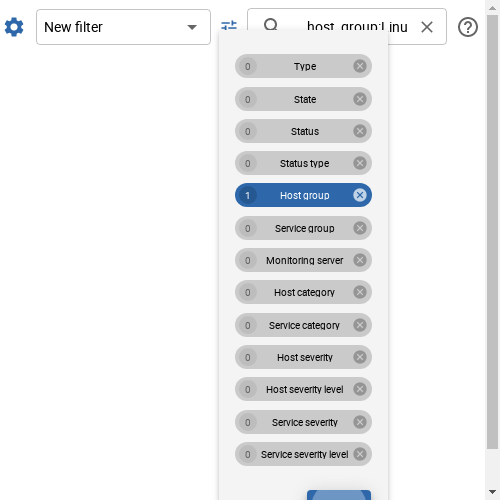 New filter
host_group:Linu
0 Type
0 State
0 Status
0 Status type
1 Host group
0 Service group
0 Monitoring server
0 Host category
0 Service category
0 Host severity
0 Host severity level
0 Service severity
0 Service severity level